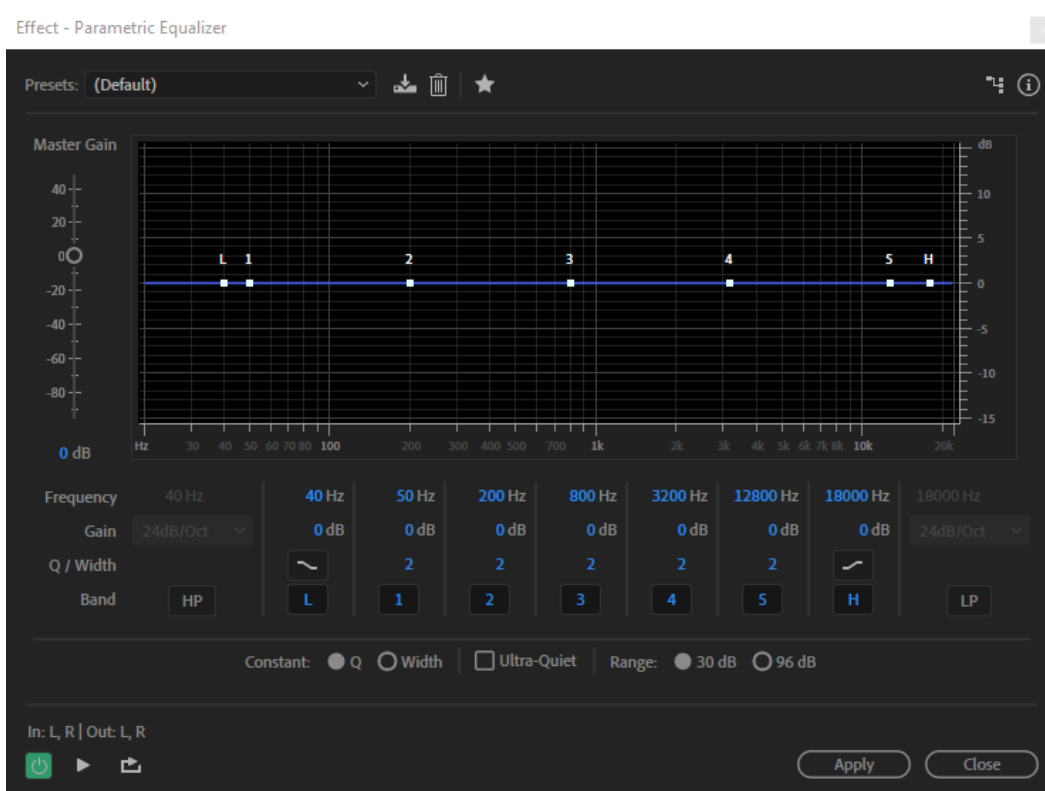 Effect - Parametric Equalizer
Presets: (Default)
Master Gain
dB
40
20
0
-20
-40
-60
-80
0 dB
L 1 2 3 4 5 H
10
5
0
-5
-10
-15
Hz 30 40 50 60 70 80 100 200 300 400 500 700 1k 2k 3k 4k 5k 6k 7k 8k 10k 20k
Frequency 40 Hz 40 Hz 50 Hz 200 Hz 800 Hz 3200 Hz 12800 Hz 18000 Hz 18000 Hz
Gain 24dB/Oct 0 dB 0 dB 0 dB 0 dB 0 dB 0 dB 0 dB 24dB/Oct
Q / Width 2 2 2 2 2
Band HP L 1 2 3 4 5 H LP
Constant: Q Width Ultra-Quiet Range: 30 dB 96 dB
In: L, R | Out: L, R
Apply Close